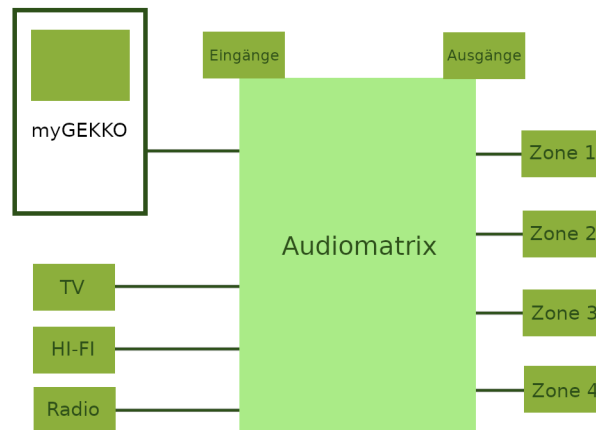 Eingänge
Ausgänge
myGEKKO
Audiomatrix
Zone 1
Zone 2
Zone 3
Zone 4
TV
HI-FI
Radio